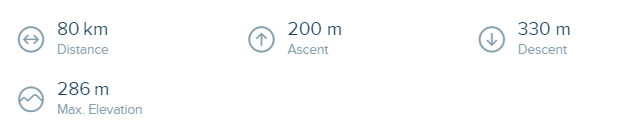 80 km
200 m
330 m
Distance
Ascent
Descent
286 m
Max. Elevation